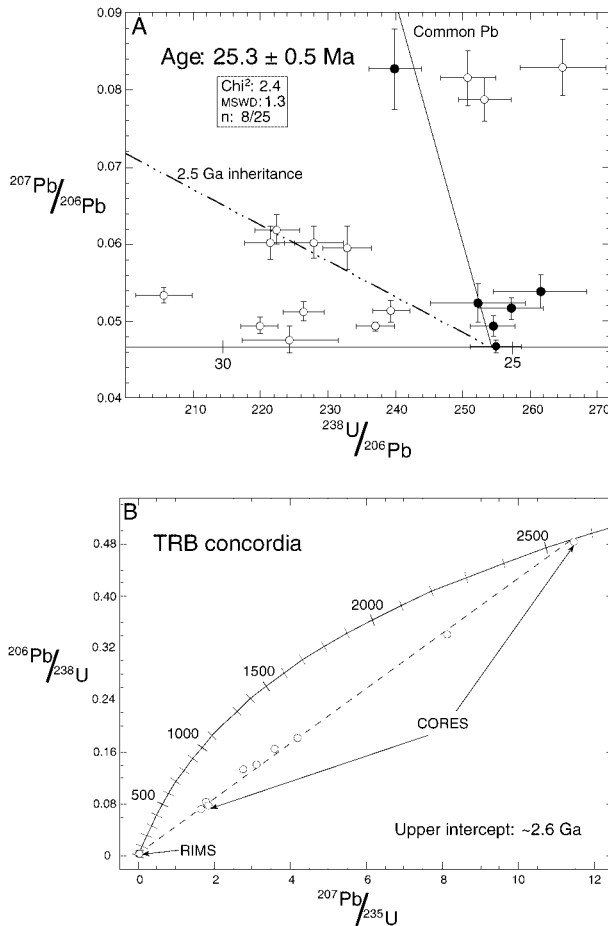 A
Age: 25.3 ± 0.5 Ma
Chi²: 2.4
MSWD: 1.3
n: 8/25
Common Pb
2.5 Ga inheritance
0.09
0.08
0.07
0.06
0.05
0.04
²⁰⁷Pb/²⁰⁶Pb
30
25
210
220
230
240
250
260
270
²³⁸U/²⁰⁶Pb
B
TRB concordia
0.48
0.40
0.32
0.24
0.16
0.08
0
²⁰⁶Pb/²³⁸U
500
1000
1500
2000
2500
CORES
RIMS
Upper intercept: ~2.6 Ga
0
2
4
6
8
10
12
²⁰⁷Pb/²³⁵U